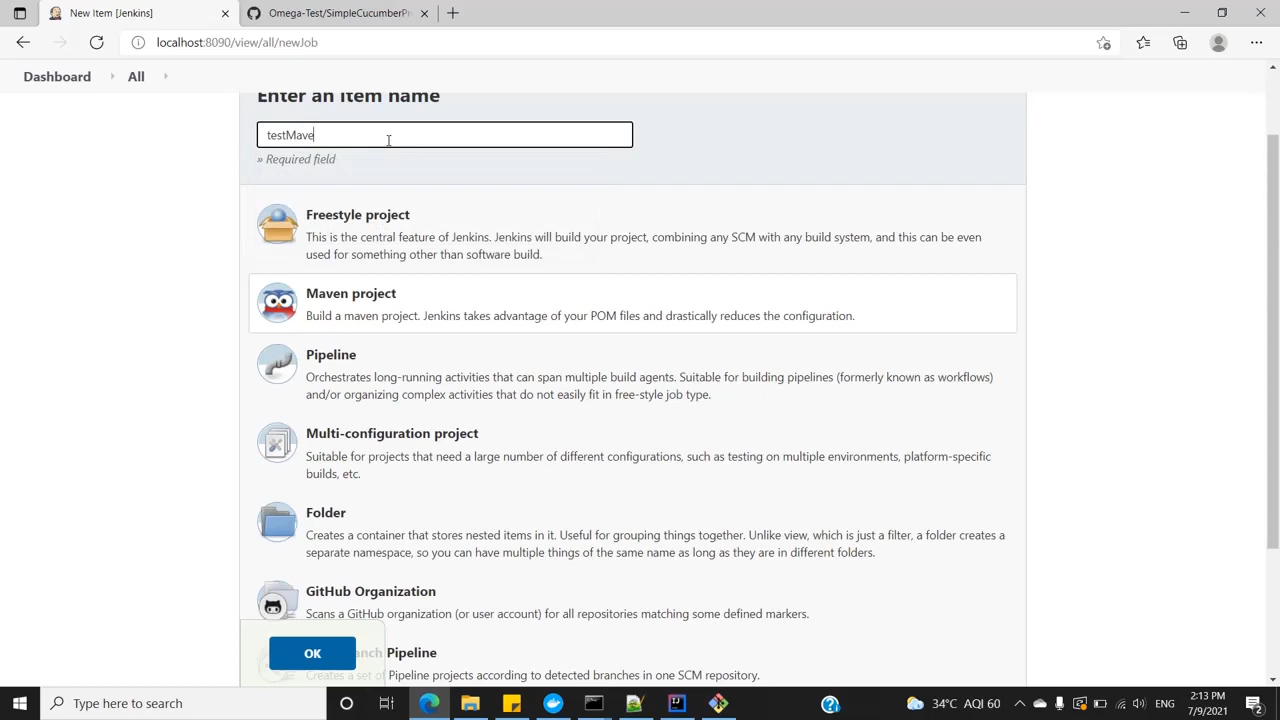 New Item [Jenkins]
Omega-Test/SimpleCucumberPr
localhost:8090/view/all/newJob
Dashboard
All
Enter an item name
testMave
» Required field
Freestyle project
This is the central feature of Jenkins. Jenkins will build your project, combining any SCM with any build system, and this can be even
used for something other than software build.
Maven project
Build a maven project. Jenkins takes advantage of your POM files and drastically reduces the configuration.
Pipeline
Orchestrates long-running activities that can span multiple build agents. Suitable for building pipelines (formerly known as workflows)
and/or organizing complex activities that do not easily fit in free-style job type.
Multi-configuration project
Suitable for projects that need a large number of different configurations, such as testing on multiple environments, platform-specific
builds, etc.
Folder
Creates a container that stores nested items in it. Useful for grouping things together. Unlike view, which is just a filter, a folder creates a
separate namespace, so you can have multiple things of the same name as long as they are in different folders.
GitHub Organization
Scans a GitHub organization (or user account) for all repositories matching some defined markers.
OK
anch Pipeline
Creates a set of Pipeline projects according to detected branches in one SCM repository.
Type here to search
34°C AQI 60
ENG
2:13 PM
7/9/2021
2